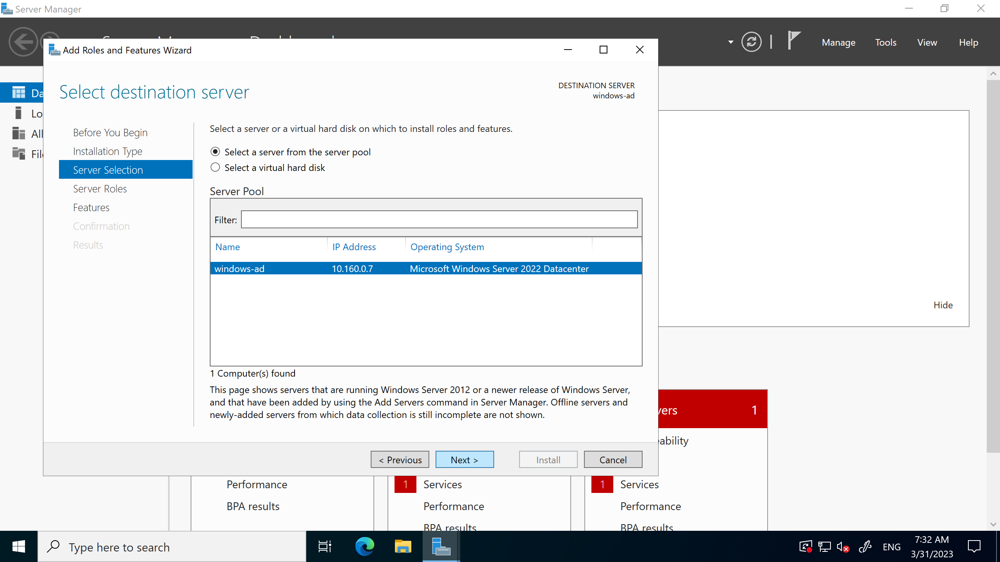 Server Manager
Manage
Tools
View
Help
Add Roles and Features Wizard
Select destination server
DESTINATION SERVER
windows-ad
Before You Begin
Installation Type
Server Selection
Server Roles
Features
Confirmation
Results
Select a server or a virtual hard disk on which to install roles and features.
Select a server from the server pool
Select a virtual hard disk
Server Pool
Filter:
Name IP Address Operating System
windows-ad 10.160.0.7 Microsoft Windows Server 2022 Datacenter
1 Computer(s) found
This page shows servers that are running Windows Server 2012 or a newer release of Windows Server,
and that have been added by using the Add Servers command in Server Manager. Offline servers and
newly-added servers from which data collection is still incomplete are not shown.
< Previous
Next >
Install
Cancel
Hide
1
Performance
BPA results
1 Services
Performance
BPA results
1 Services
Performance
BPA results
Type here to search
ENG
7:32 AM
3/31/2023